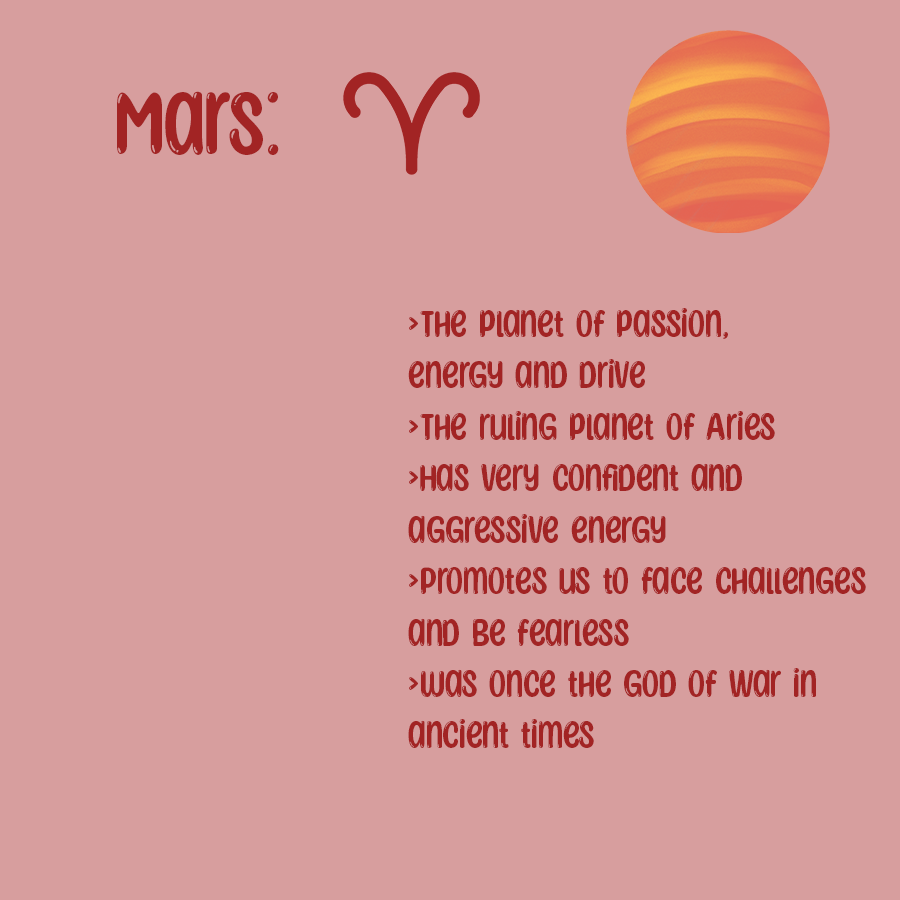 Mars:
>The planet of passion,
energy and drive
>The ruling planet of Aries
>Has very confident and
aggressive energy
>Promotes us to face challenges
and be fearless
>Was once the God of war in
ancient times